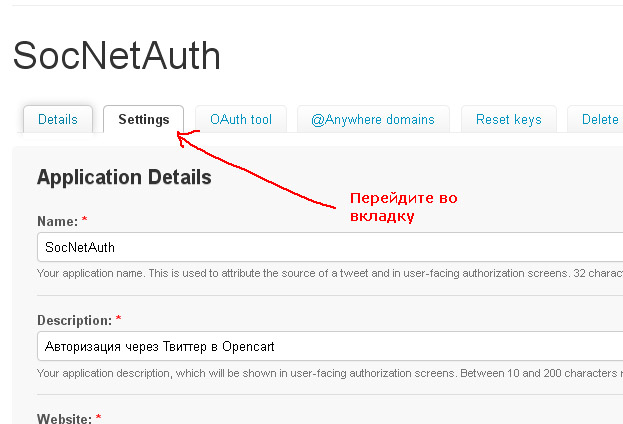 SocNetAuth
Details Settings OAuth tool @Anywhere domains Reset keys Delete
Application Details
Перейдите во
вкладку
Name: *
SocNetAuth
Your application name. This is used to attribute the source of a tweet and in user-facing authorization screens. 32 charac
Description: *
Авторизация через Твиттер в Opencart
Your application description, which will be shown in user-facing authorization screens. Between 10 and 200 characters
Website: *